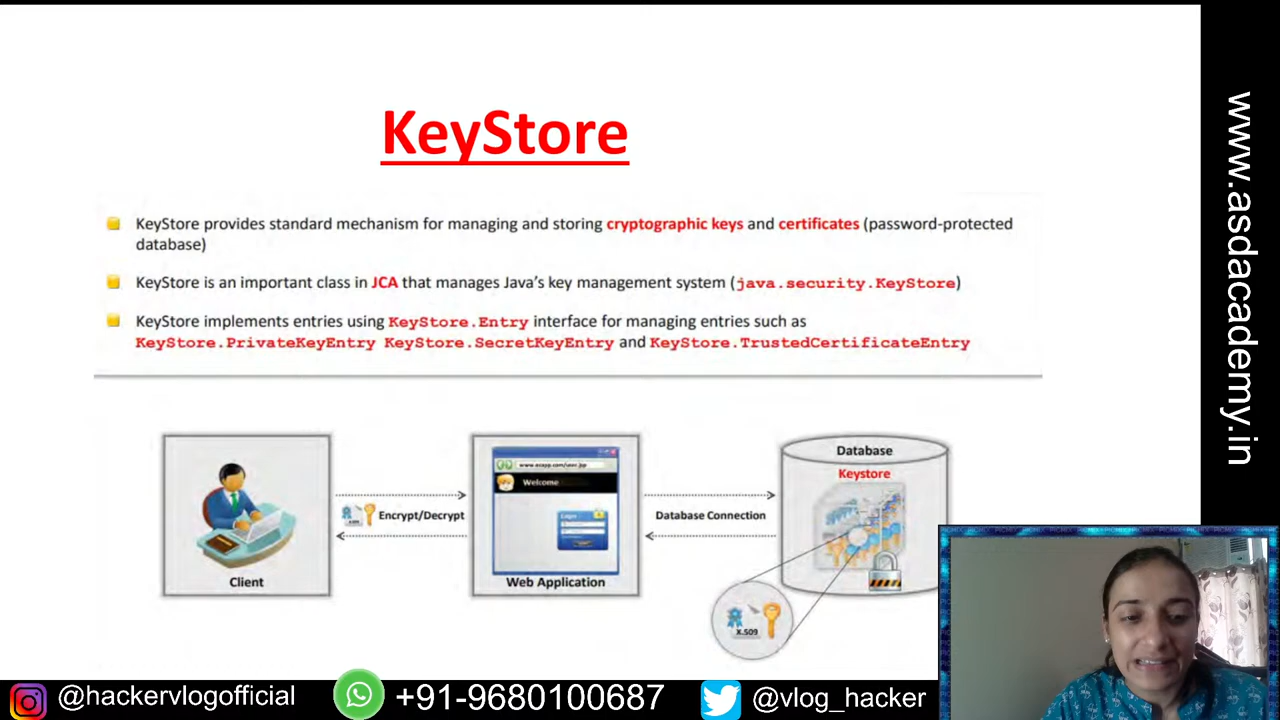 KeyStore
KeyStore provides standard mechanism for managing and storing cryptographic keys and certificates (password-protected
database)
KeyStore is an important class in JCA that manages Java's key management system (java.security.KeyStore)
KeyStore implements entries using KeyStore.Entry interface for managing entries such as
KeyStore.PrivateKeyEntry KeyStore.SecretKeyEntry and KeyStore.TrustedCertificateEntry
Client
Encrypt/Decrypt
Welcome
Login
Web Application
Database Connection
Database
Keystore
X.509
www.asdacademy.in
@hackervlogofficial
+91-9680100687
@vlog_hacker